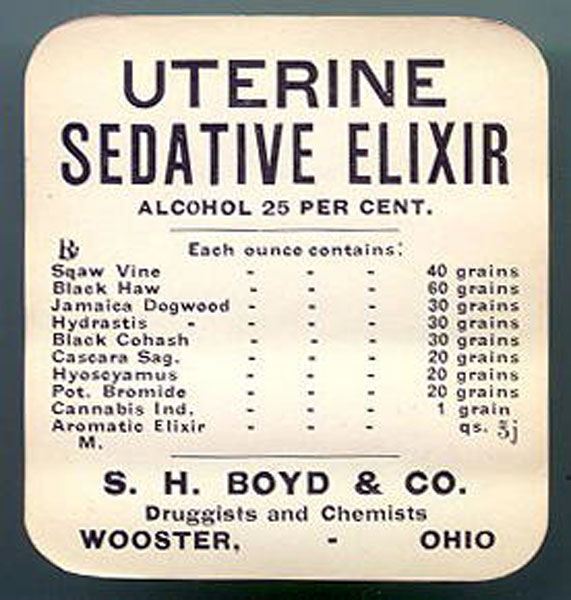 UTERINE
SEDATIVE ELIXIR
ALCOHOL 25 PER CENT.
℞ Each ounce contains:
Sqaw Vine - - - 40 grains
Black Haw - - - 60 grains
Jamaica Dogwood - - - 30 grains
Hydrastis - - - - 30 grains
Black Cohash - - - 30 grains
Cascara Sag. - - - 20 grains
Hyoscyamus - - - 20 grains
Pot. Bromide - - - 20 grains
Cannabis Ind. - - - 1 grain
Aromatic Elixir - - - qs. ℥j
M.
S. H. BOYD & CO.
Druggists and Chemists
WOOSTER, - OHIO